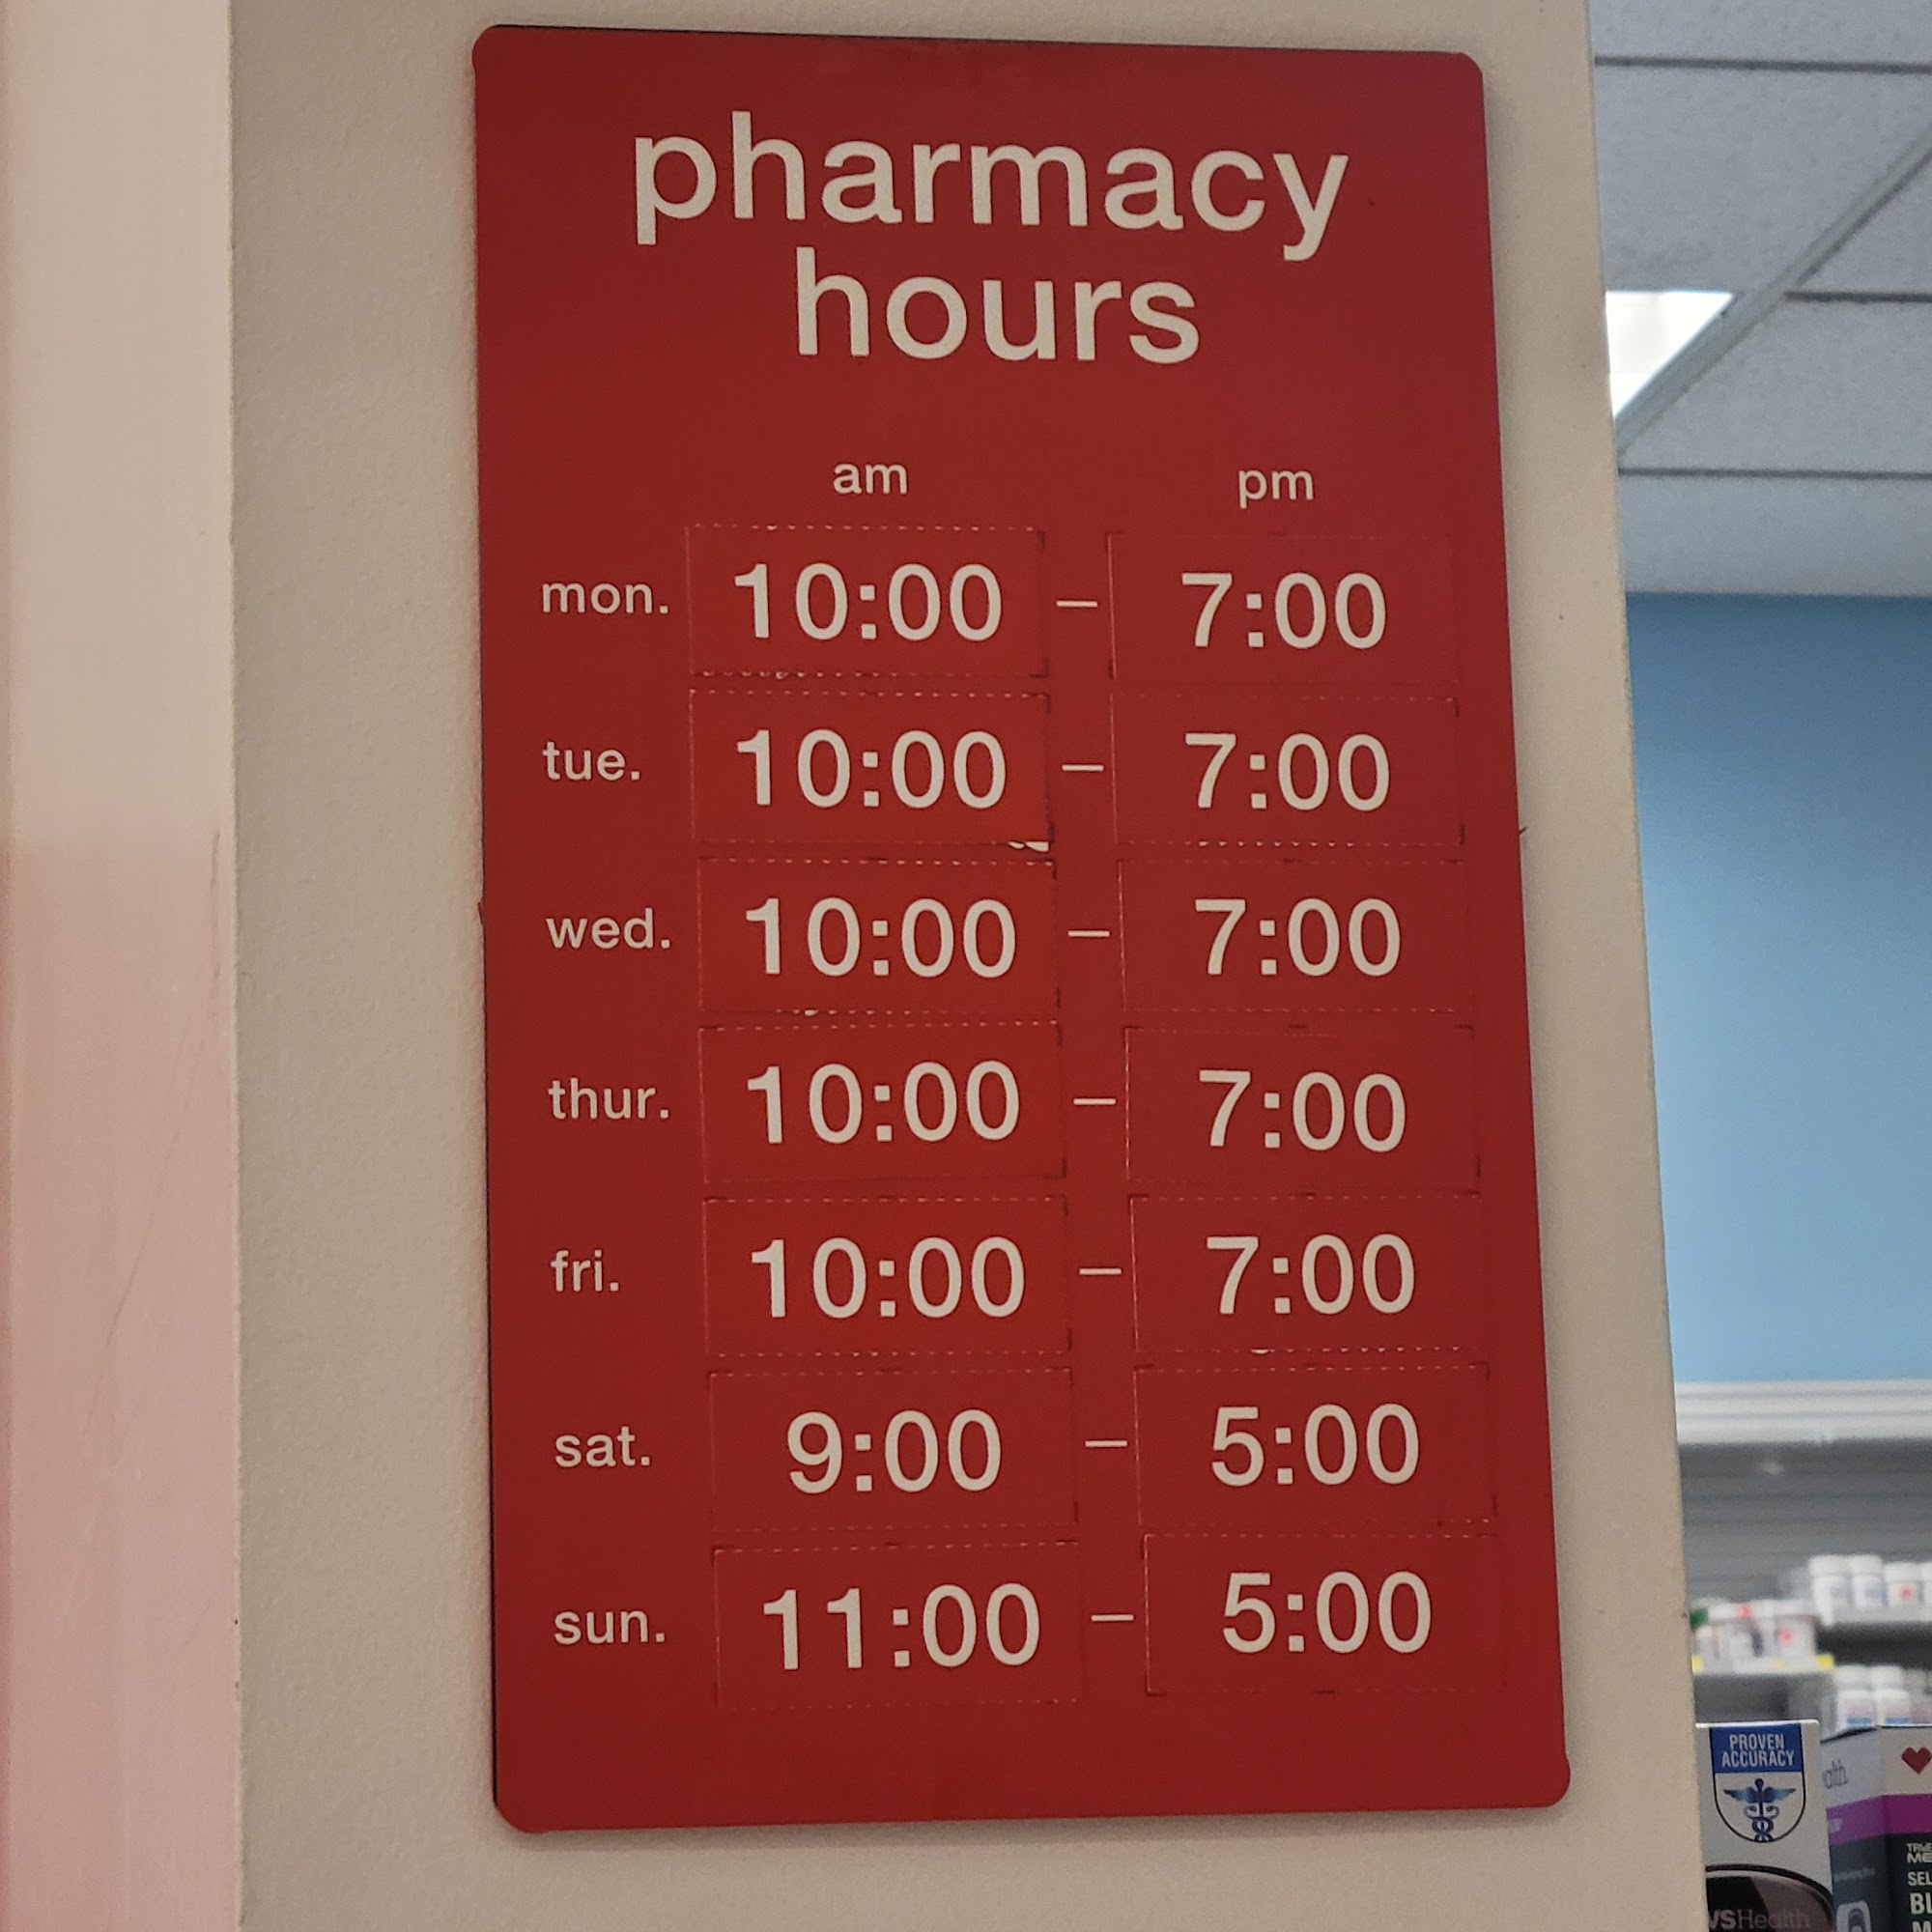 pharmacy
hours
am pm
mon. 10:00 – 7:00
tue. 10:00 – 7:00
wed. 10:00 – 7:00
thur. 10:00 – 7:00
fri. 10:00 – 7:00
sat. 9:00 – 5:00
sun. 11:00 – 5:00
PROVEN
ACCURACY